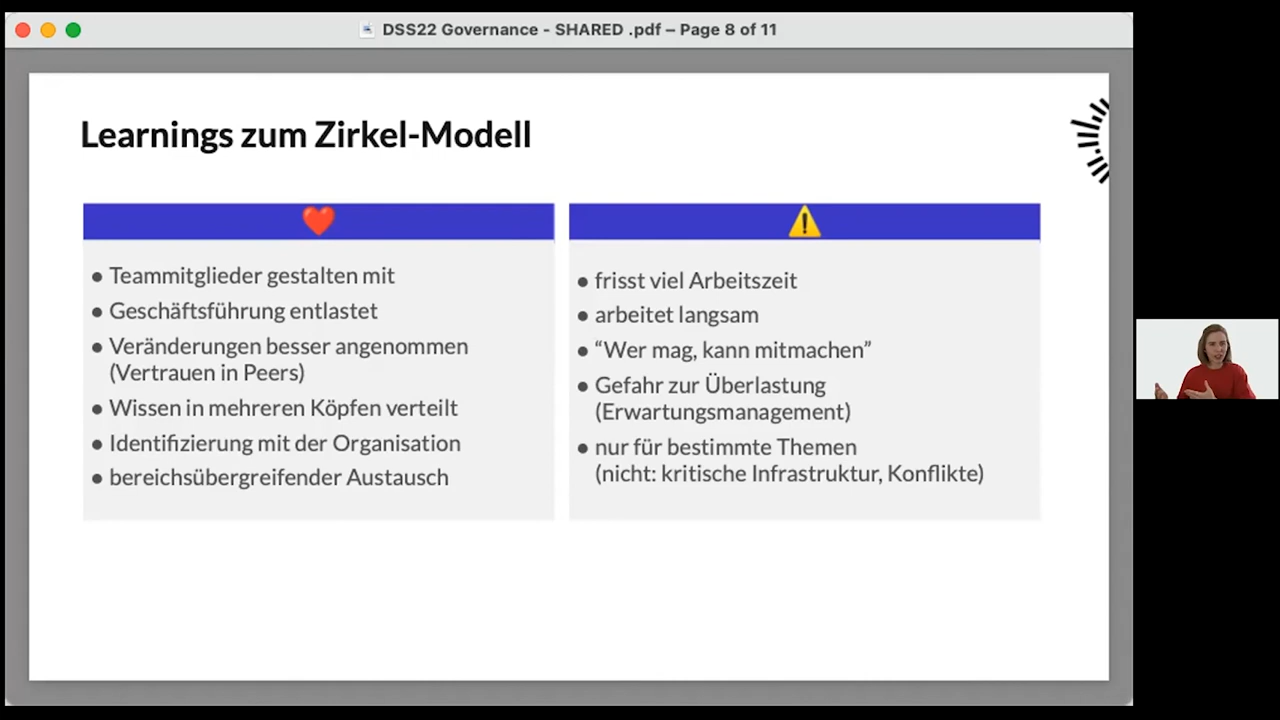 DSS22 Governance - SHARED .pdf – Page 8 of 11
Learnings zum Zirkel-Modell
● Teammitglieder gestalten mit
● Geschäftsführung entlastet
● Veränderungen besser angenommen
(Vertrauen in Peers)
● Wissen in mehreren Köpfen verteilt
● Identifizierung mit der Organisation
● bereichsübergreifender Austausch
● frisst viel Arbeitszeit
● arbeitet langsam
● “Wer mag, kann mitmachen”
● Gefahr zur Überlastung
(Erwartungsmanagement)
● nur für bestimmte Themen
(nicht: kritische Infrastruktur, Konflikte)